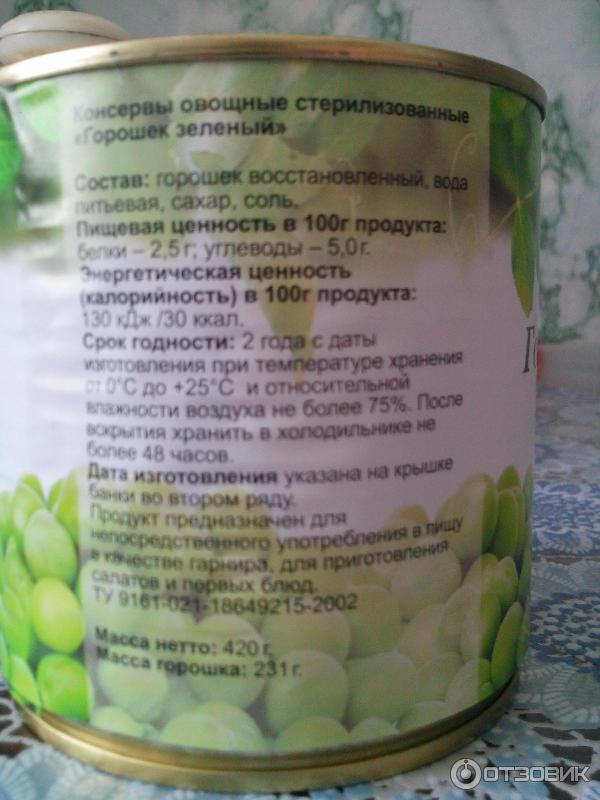 Консервы овощные стерилизованные
«Горошек зеленый»
Состав: горошек восстановленный, вода
питьевая, сахар, соль.
Пищевая ценность в 100г продукта:
белки – 2,5 г; углеводы – 5,0 г.
Энергетическая ценность
(калорийность) в 100г продукта:
130 кДж /30 ккал.
Срок годности: 2 года с даты
изготовления при температуре хранения
от 0°С до +25°С и относительной
влажности воздуха не более 75%. После
вскрытия хранить в холодильнике не
более 48 часов.
Дата изготовления указана на крышке
банки во втором ряду.
Продукт предназначен для
непосредственного употребления в пищу
в качестве гарнира, для приготовления
салатов и первых блюд.
ТУ 9161-021-18649215-2002
Масса нетто: 420 г.
Масса горошка: 231 г.
ОТЗОВИК